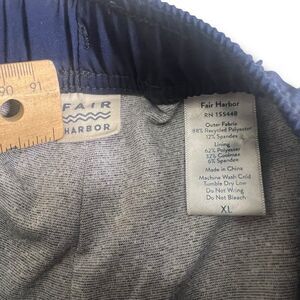 90 91
FAIR
HARBOR
Fair Harbor
RN 155448
Outer Fabric
88% Recycled Polyester
12% Spandex
Lining
62% Polyester
32% Coolmax
6% Spandex
Made in China
Machine Wash Cold
Tumble Dry Low
Do Not Wring
Do Not Bleach
XL